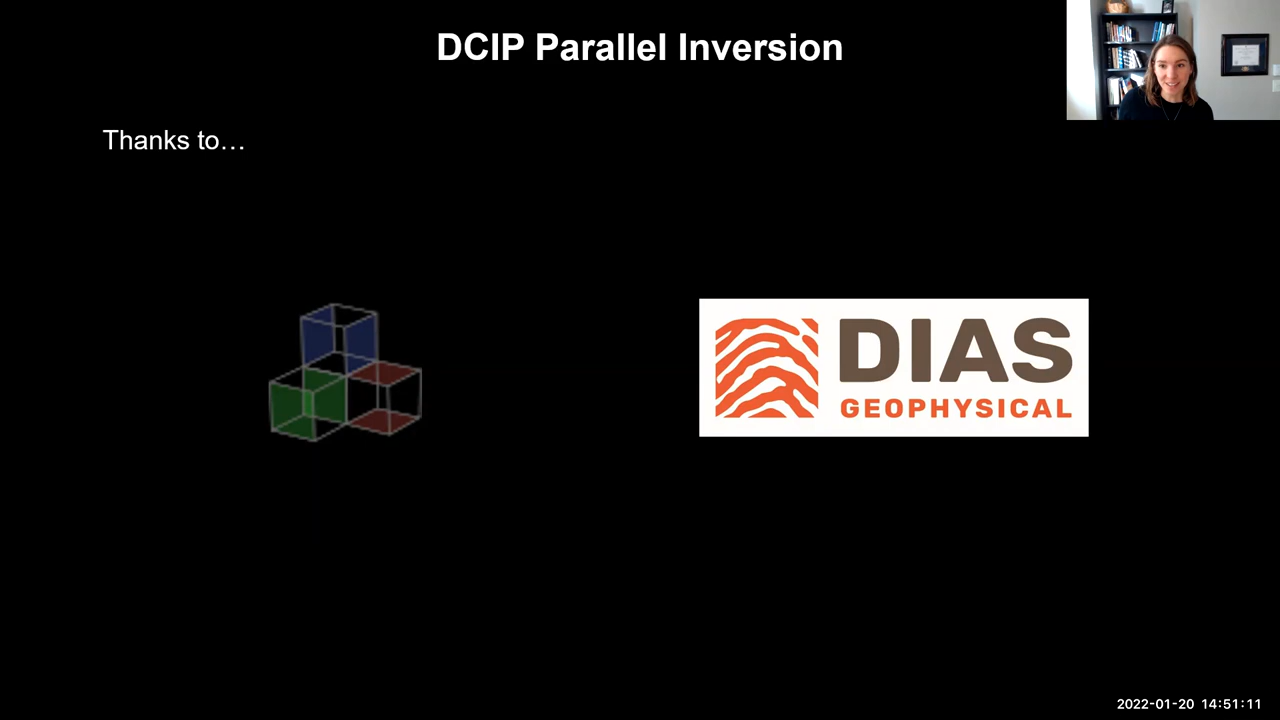 DCIP Parallel Inversion
Thanks to…
DIAS
GEOPHYSICAL
2022-01-20 14:51:11